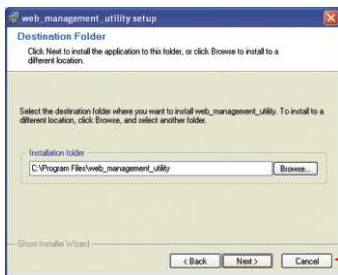 web_management_utility setup
Destination Folder
Click Next to install the application to this folder, or click Browse to install to a
different location.
Select the destination folder where you want to install web_management_utility. To install to a
different location, click Browse, and select another folder.
Installation folder
C:\Program Files\web_management_utility
Browse...
Ghost Installer Wizard
< Back
Next >
Cancel